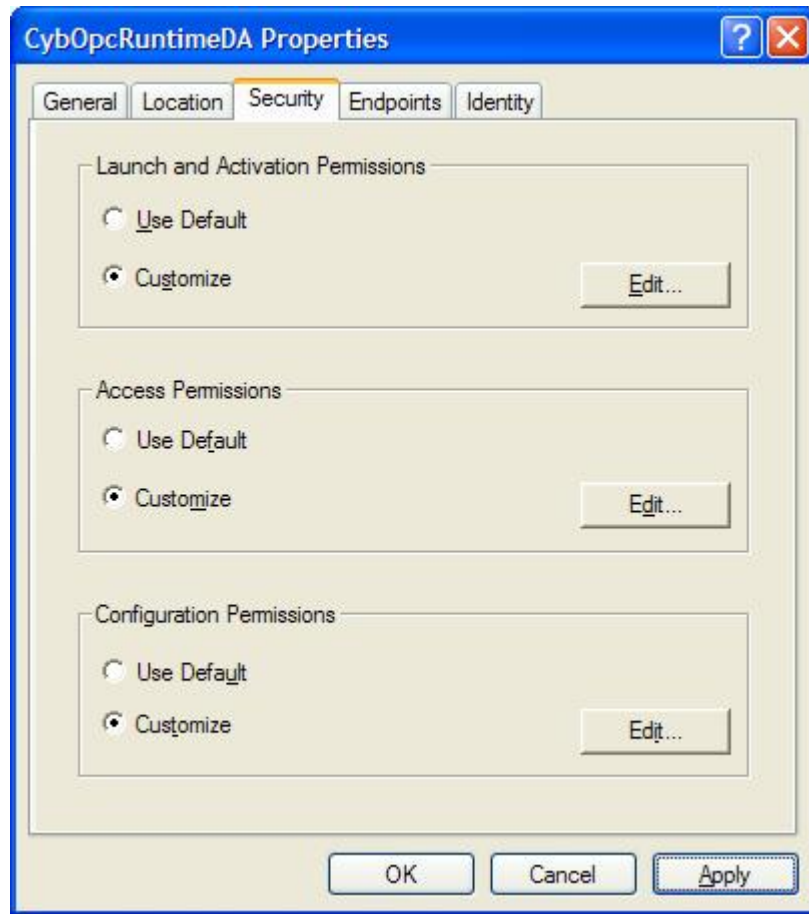 CybOpcRuntimeDA Properties
General Location Security Endpoints Identity
Launch and Activation Permissions
Use Default
Customize
Edit...
Access Permissions
Use Default
Customize
Edit...
Configuration Permissions
Use Default
Customize
Edit...
OK Cancel Apply